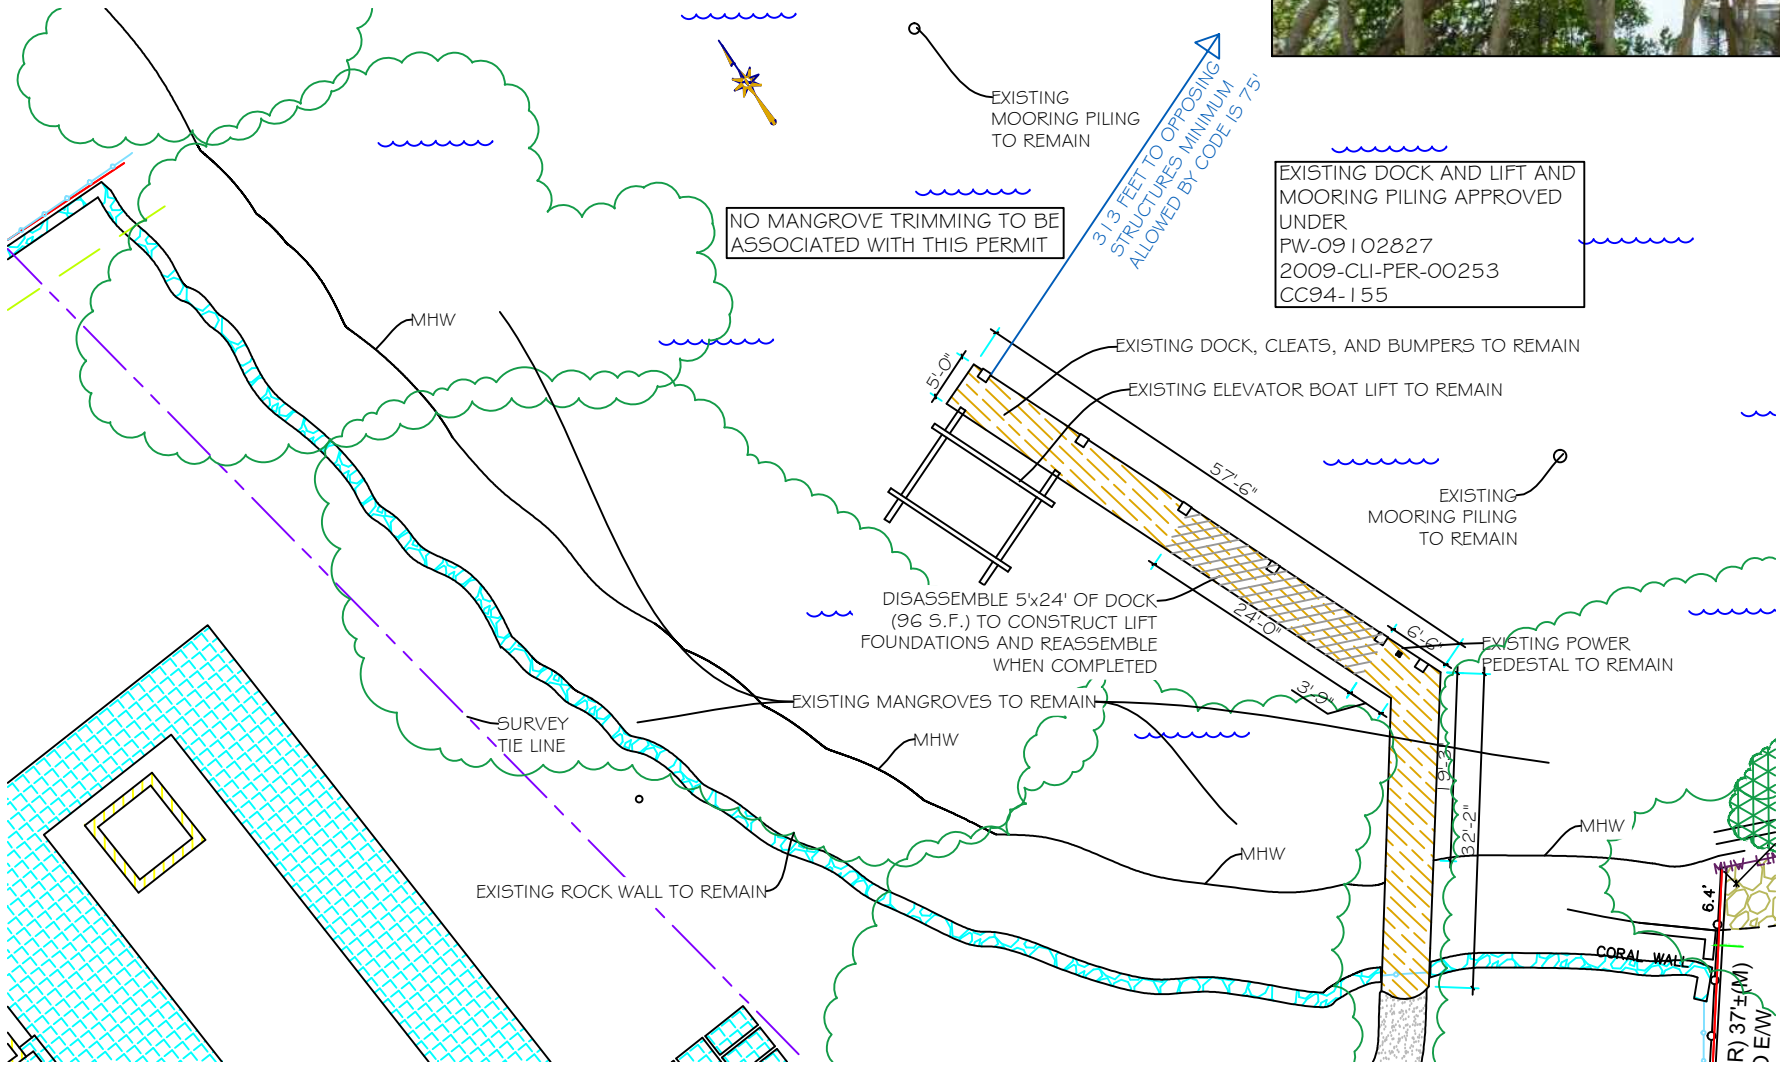 EXISTING
MOORING PILING
TO REMAIN
313 FEET TO OPPOSING
STRUCTURES MINIMUM
ALLOWED BY CODE IS 75'
EXISTING DOCK AND LIFT AND
MOORING PILING APPROVED
UNDER
PW-09102827
2009-CLI-PER-00253
CC94-155
NO MANGROVE TRIMMING TO BE
ASSOCIATED WITH THIS PERMIT
MHW
EXISTING DOCK, CLEATS, AND BUMPERS TO REMAIN
5'-0"
EXISTING ELEVATOR BOAT LIFT TO REMAIN
57'-6"
EXISTING
MOORING PILING
TO REMAIN
DISASSEMBLE 5'x24' OF DOCK
(96 S.F.) TO CONSTRUCT LIFT
FOUNDATIONS AND REASSEMBLE
WHEN COMPLETED
24'-0"
6'-6"
EXISTING POWER
PEDESTAL TO REMAIN
3'-9"
EXISTING MANGROVES TO REMAIN
SURVEY
TIE LINE
MHW
19'-3"
32'-2"
MHW
MHW
EXISTING ROCK WALL TO REMAIN
6.4'
CORAL WALL
R) 37'±(M)
E/W